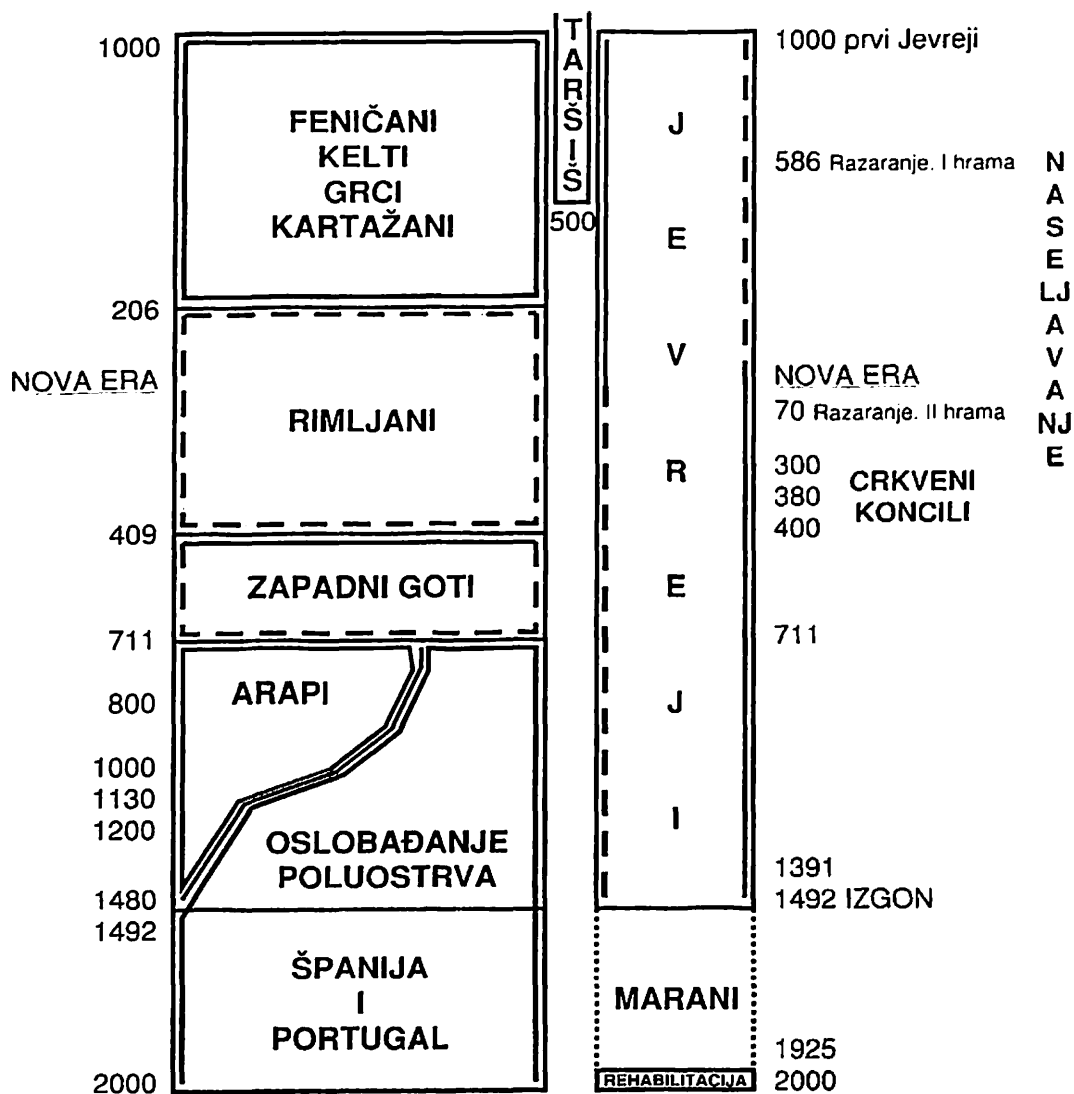 1000
FENIČANI
KELTI
GRCI
KARTAŽANI
206
NOVA ERA
RIMLJANI
409
ZAPADNI GOTI
711
ARAPI
800
1000
1130
1200
OSLOBAĐANJE
POLUOSTRVA
1480
1492
ŠPANIJA
I
PORTUGAL
2000
TARŠIŠ
500
JEVREJI
MARANI
REHABILITACIJA
1000 prvi Jevreji
586 Razaranje. I hrama
NOVA ERA
70 Razaranje. II hrama
300
380
400
CRKVENI
KONCILI
711
1391
1492 IZGON
1925
2000
NASELJAVANJE